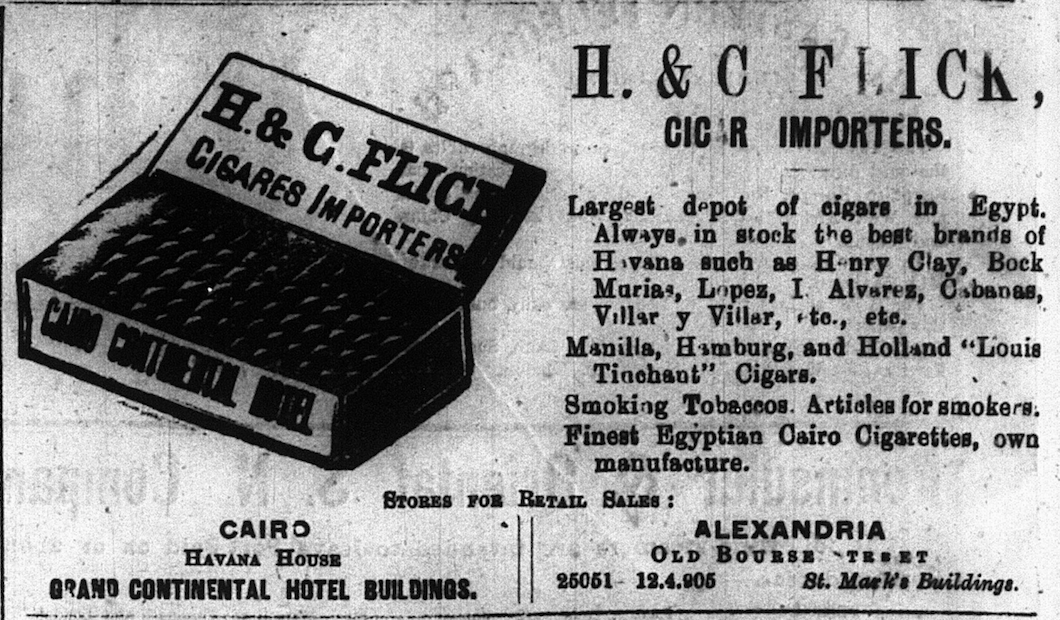 H. & C. FLICK
CIGARES IMPORTERS
CAIRO CONTINENTAL HOTEL
H. & C FLICK,
CIGAR IMPORTERS.
Largest depot of cigars in Egypt.
Always in stock the best brands of
Havana such as Henry Clay, Bock
Murias, Lopez, I. Alvarez, Cabanas,
Villar y Villar, etc., etc.
Manilla, Hamburg, and Holland "Louis
Tinchant" Cigars.
Smoking Tobaccos. Articles for smokers.
Finest Egyptian Cairo Cigarettes, own
manufacture.
STORES FOR RETAIL SALES :
CAIRO
HAVANA HOUSE
GRAND CONTINENTAL HOTEL BUILDINGS.
ALEXANDRIA
OLD BOURSE STREET
25051- 12.4.905 St. Mark's Buildings.